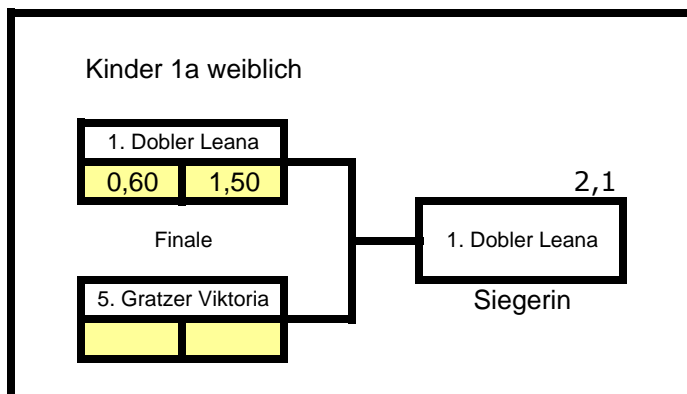 Kinder 1a weiblich
1. Dobler Leana
0,60 1,50
2,1
Finale
1. Dobler Leana
5. Gratzer Viktoria
Siegerin